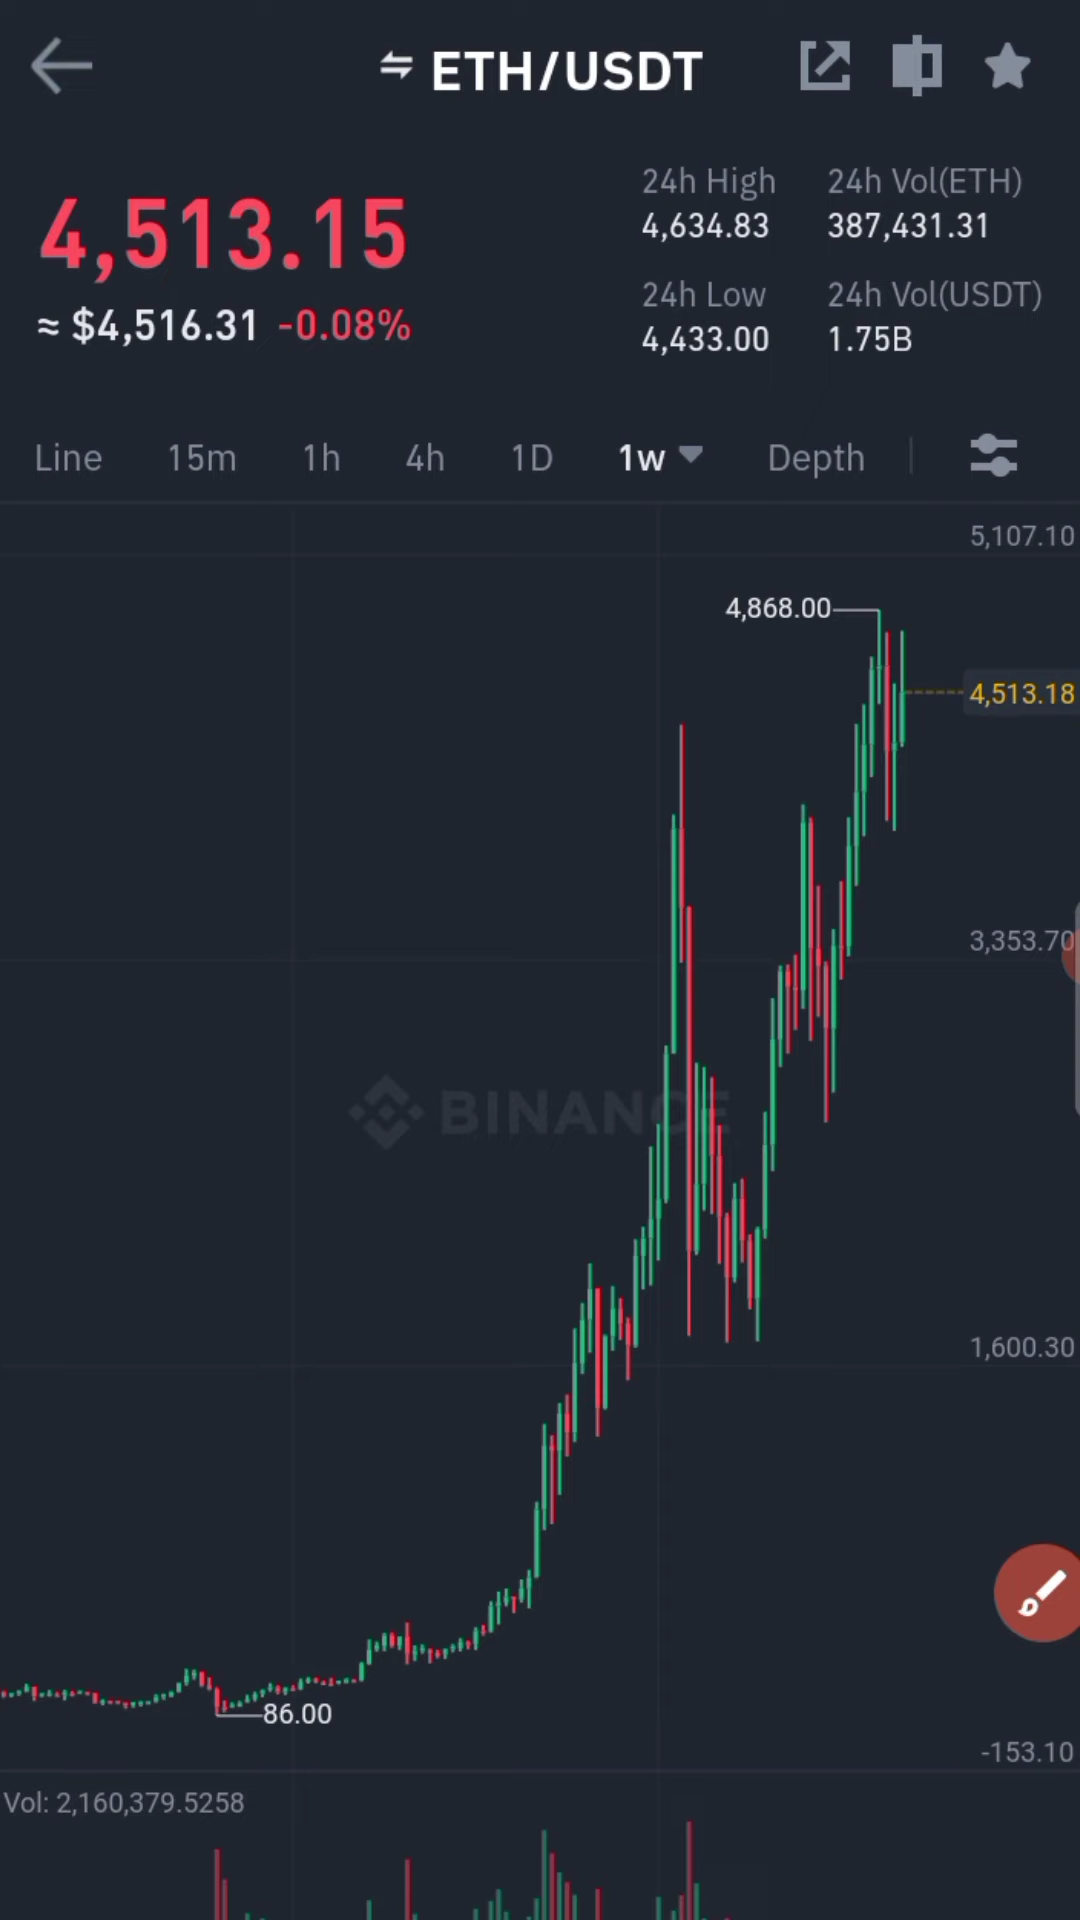 ETH/USDT
4,513.15
≈ $4,516.31 -0.08%
24h High
4,634.83
24h Vol(ETH)
387,431.31
24h Low
4,433.00
24h Vol(USDT)
1.75B
Line 15m 1h 4h 1D 1w Depth
5,107.10
4,868.00
4,513.18
3,353.70
BINANCE
1,600.30
86.00
-153.10
Vol: 2,160,379.5258